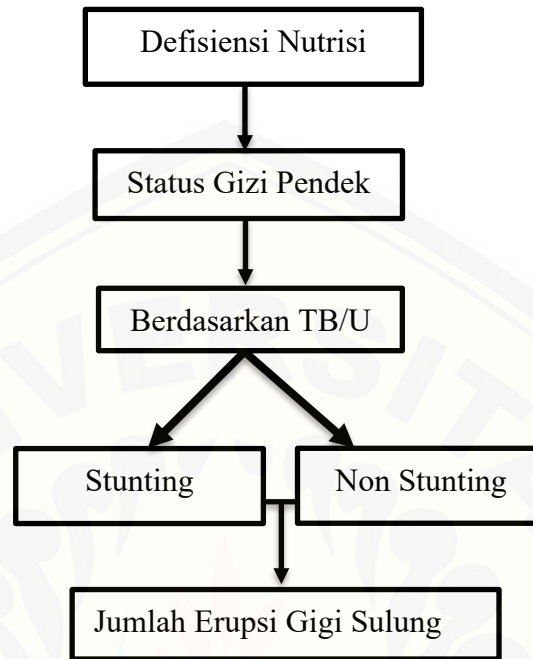 Defisiensi Nutrisi
Status Gizi Pendek
Berdasarkan TB/U
Stunting
Non Stunting
Jumlah Erupsi Gigi Sulung